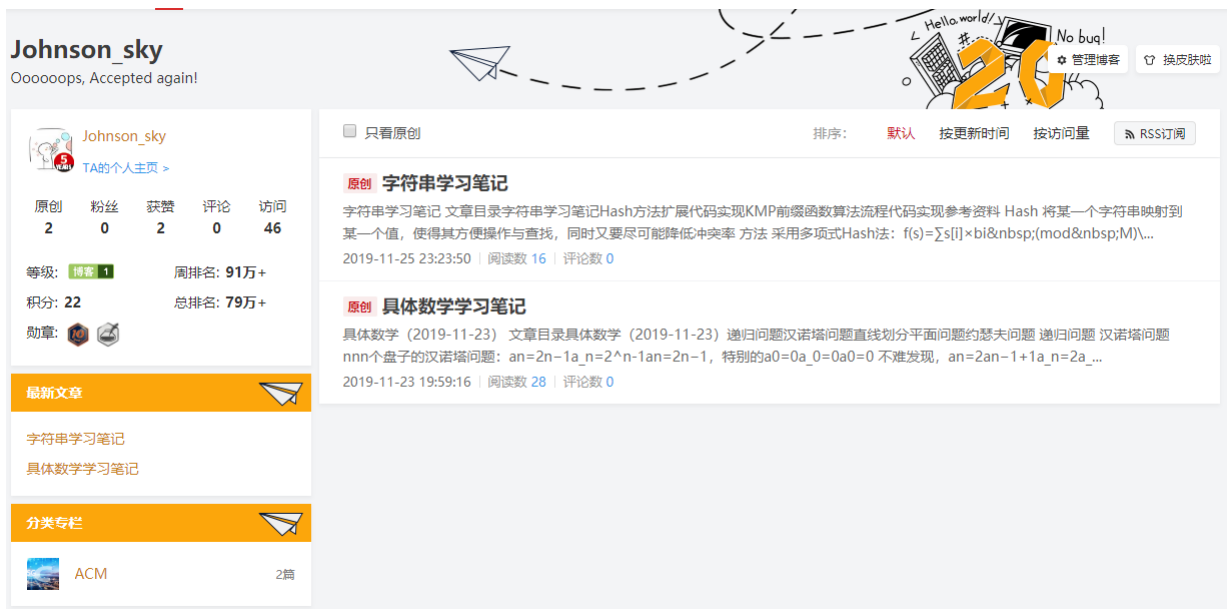 Hello. world!
No bug!
20
Johnson_sky
Oooooops, Accepted again!
管理博客
换皮肤啦
Johnson_sky
5
YEAR
TA的个人主页 >
原创 粉丝 获赞 评论 访问
2 0 2 0 46
等级: 博客 1 周排名: 91万+
积分: 22 总排名: 79万+
勋章:
最新文章
字符串学习笔记
具体数学学习笔记
分类专栏
ACM 2篇
只看原创 排序: 默认 按更新时间 按访问量 RSS订阅
原创 字符串学习笔记
字符串学习笔记 文章目录字符串学习笔记Hash方法扩展代码实现KMP前缀函数算法流程代码实现参考资料 Hash 将某一个字符串映射到
某一个值，使得其方便操作与查找，同时又要尽可能降低冲突率 方法 采用多项式Hash法：f(s)=∑s[i]×bi&nbsp;(mod&nbsp;M)\...
2019-11-25 23:23:50 阅读数 16 评论数 0
原创 具体数学学习笔记
具体数学（2019-11-23） 文章目录具体数学（2019-11-23）递归问题汉诺塔问题直线划分平面问题约瑟夫问题 递归问题 汉诺塔问题
nnn个盘子的汉诺塔问题：an=2n−1a_n=2^n-1an=2n−1，特别的a0=0a_0=0a0=0 不难发现，an=2an−1+1a_n=2a_...
2019-11-23 19:59:16 阅读数 28 评论数 0